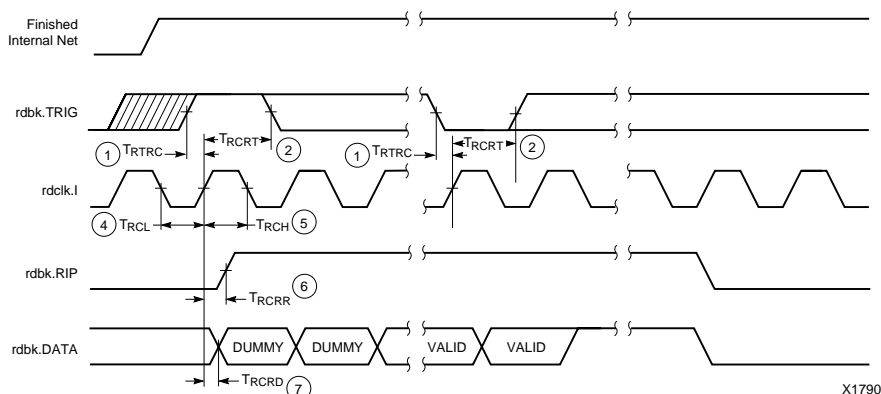 Finished
Internal Net
rdbk.TRIG
TRCRT
2
TRCRT
2
1
TRTRC
1
TRTRC
rdclk.I
4
TRCL
TRCH
5
rdbk.RIP
6
TRCRR
rdbk.DATA
DUMMY
DUMMY
VALID
VALID
TRCRD
7
X1790